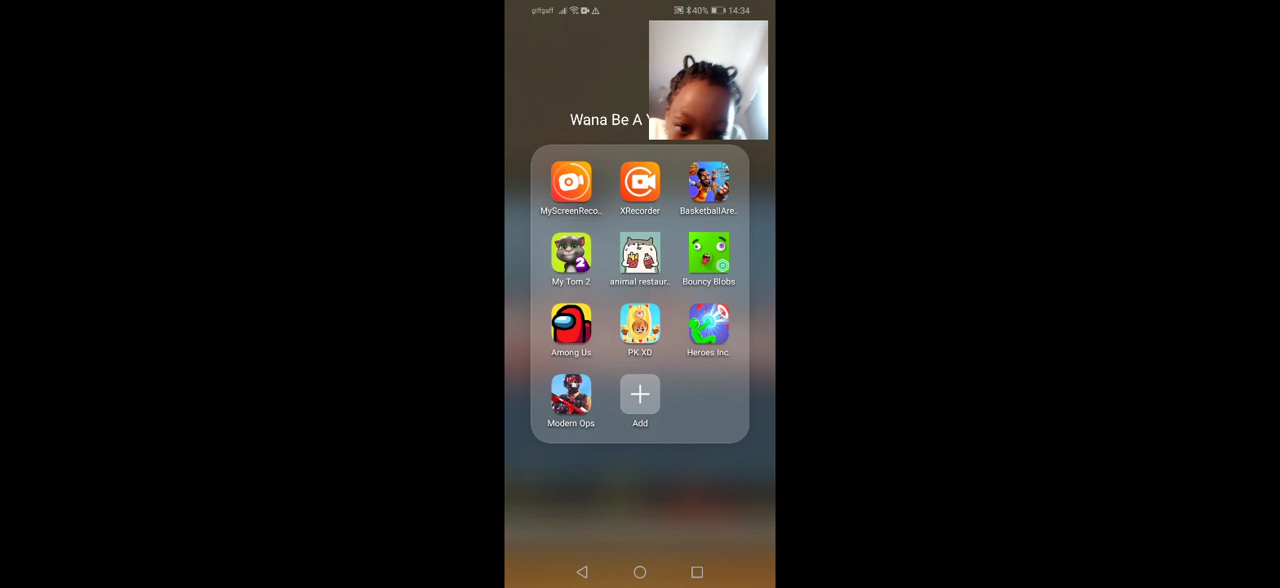 giffgaff 40% 14:34
Wana Be A
MyScreenReco..
XRecorder
BasketballAre..
My Tom 2
2
animal restaur..
Bouncy Blobs
Among Us
PK XD
Heroes Inc.
Modern Ops
Add